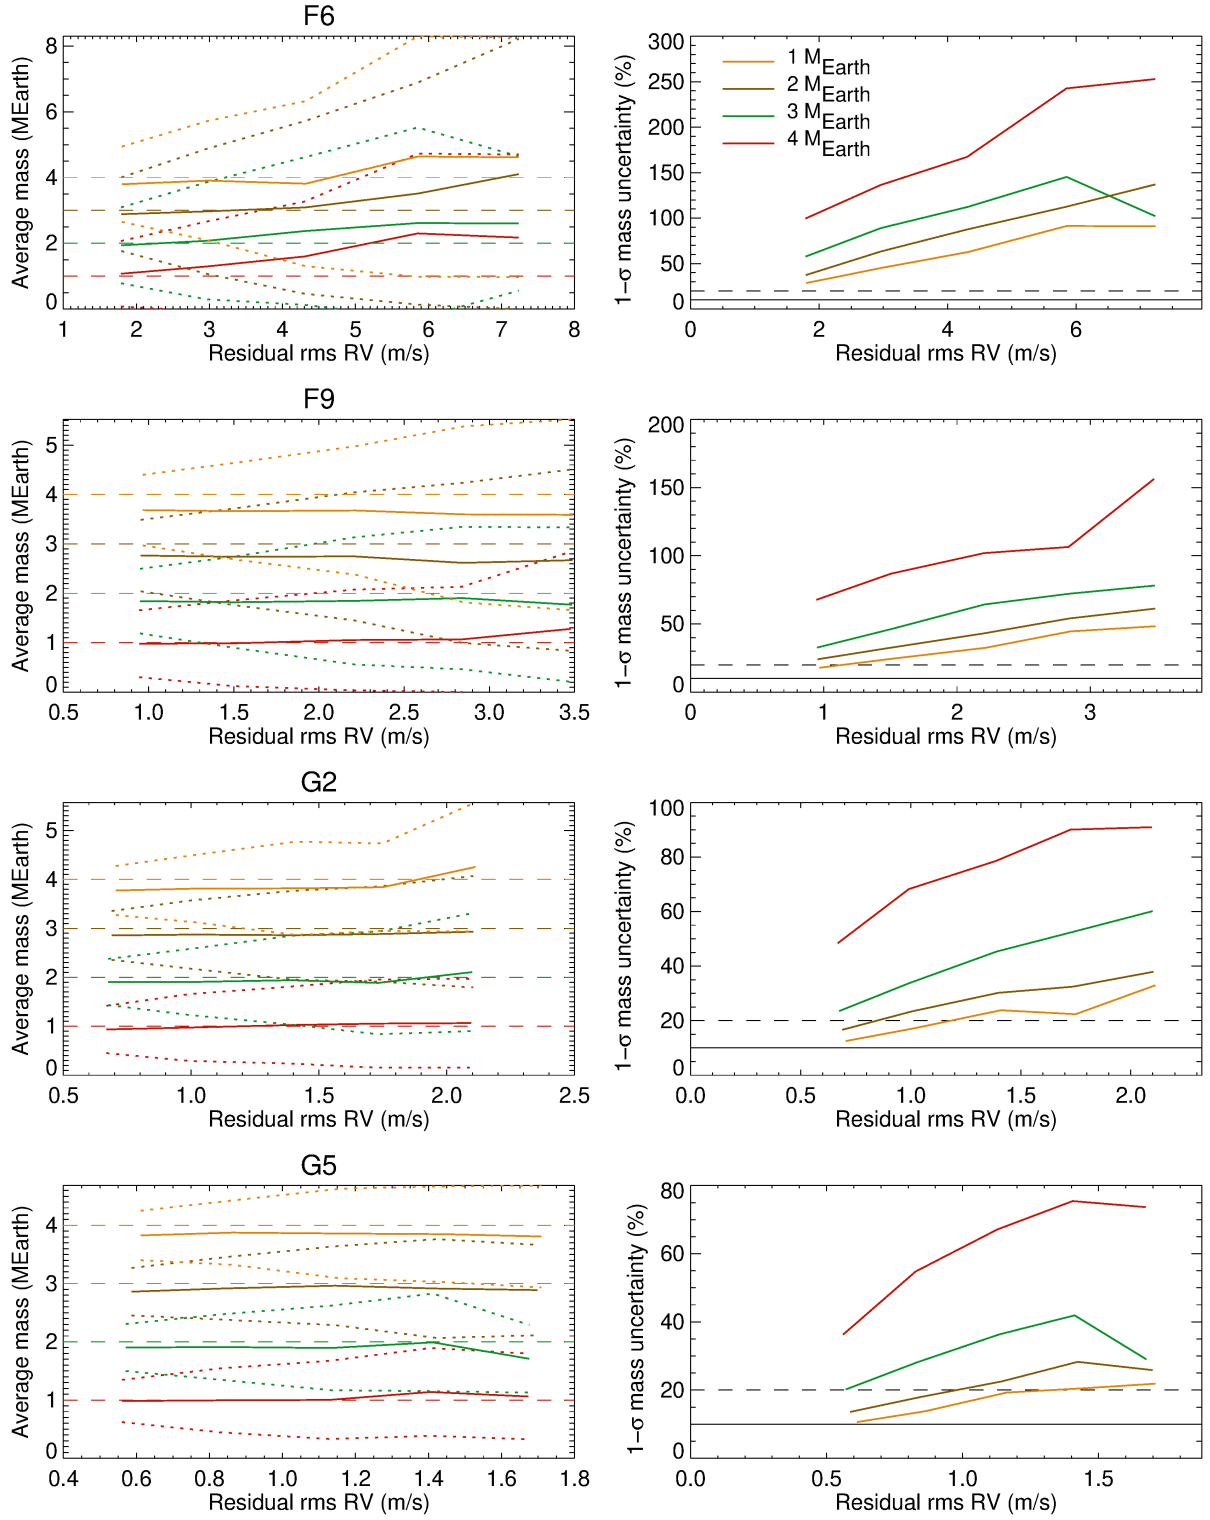 F6
Average mass (MEarth)
8
6
4
2
0
1 2 3 4 5 6 7 8
Residual rms RV (m/s)
1−σ mass uncertainty (%)
300
250
200
150
100
50
0
1 MEarth
2 MEarth
3 MEarth
4 MEarth
0 2 4 6
Residual rms RV (m/s)
F9
Average mass (MEarth)
5
4
3
2
1
0
0.5 1.0 1.5 2.0 2.5 3.0 3.5
Residual rms RV (m/s)
1−σ mass uncertainty (%)
200
150
100
50
0
0 1 2 3
Residual rms RV (m/s)
G2
Average mass (MEarth)
5
4
3
2
1
0
0.5 1.0 1.5 2.0 2.5
Residual rms RV (m/s)
1−σ mass uncertainty (%)
100
80
60
40
20
0
0.0 0.5 1.0 1.5 2.0
Residual rms RV (m/s)
G5
Average mass (MEarth)
4
3
2
1
0
0.4 0.6 0.8 1.0 1.2 1.4 1.6 1.8
Residual rms RV (m/s)
1−σ mass uncertainty (%)
80
60
40
20
0
0.0 0.5 1.0 1.5
Residual rms RV (m/s)